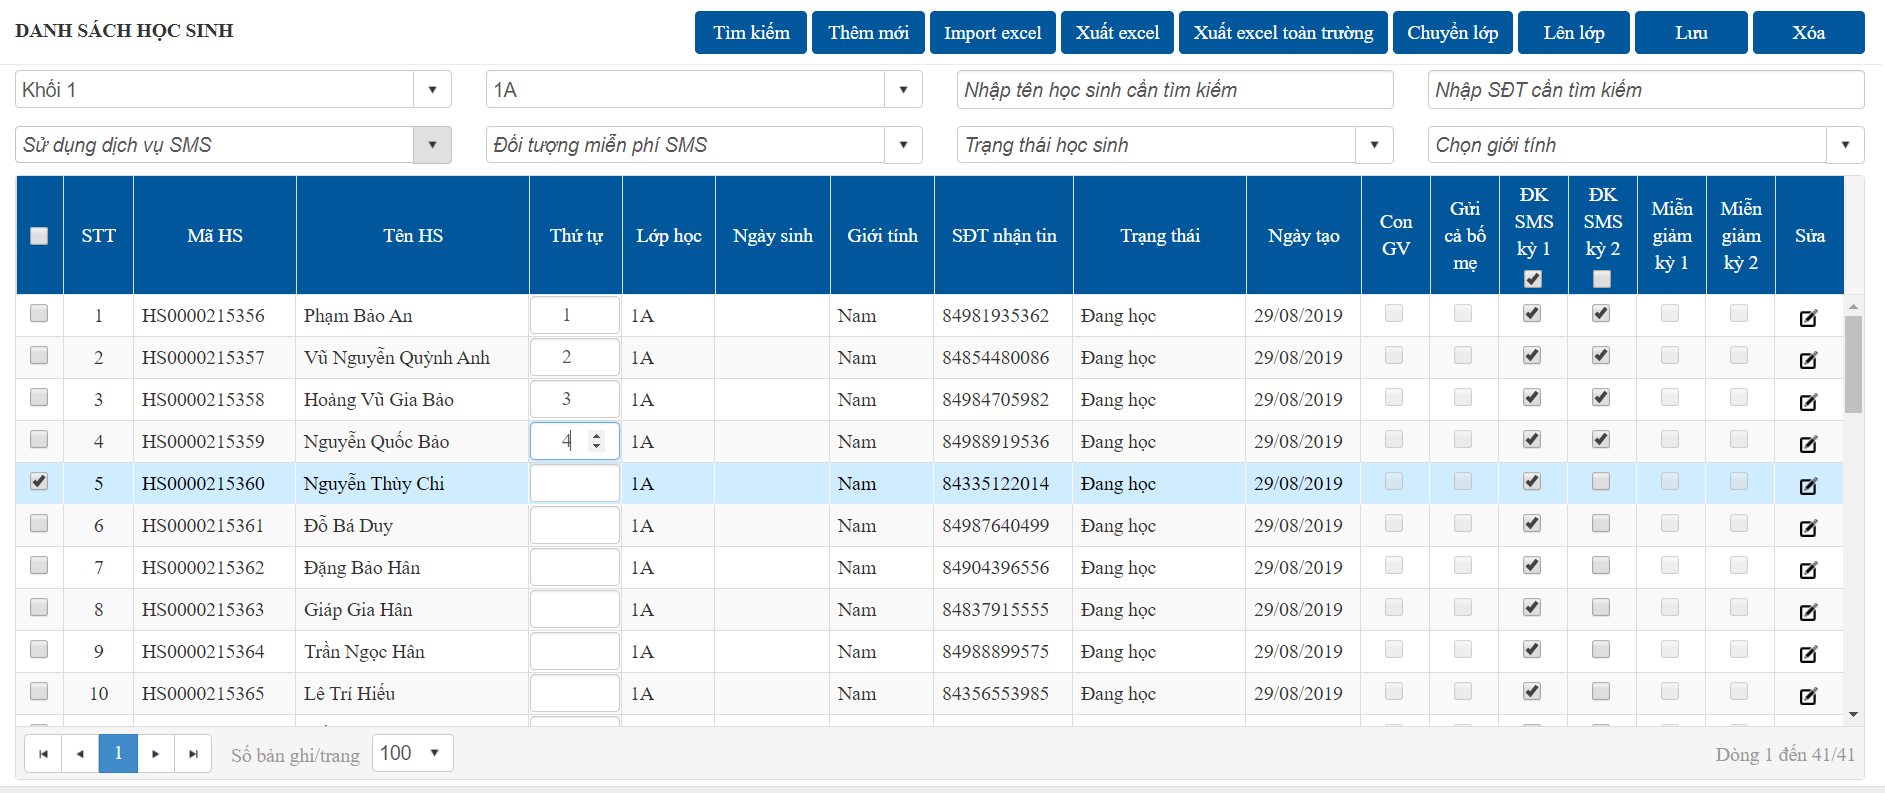 DANH SÁCH HỌC SINH
Tìm kiếm Thêm mới Import excel Xuất excel Xuất excel toàn trường Chuyển lớp Lên lớp Lưu Xóa
Khối 1 1A Nhập tên học sinh cần tìm kiếm Nhập SĐT cần tìm kiếm
Sử dụng dịch vụ SMS Đối tượng miễn phí SMS Trạng thái học sinh Chọn giới tính
STT Mã HS Tên HS Thứ tự Lớp học Ngày sinh Giới tính SĐT nhận tin Trạng thái Ngày tạo Con GV Gửi cả bố mẹ ĐK SMS kỳ 1 ĐK SMS kỳ 2 Miễn giảm kỳ 1 Miễn giảm kỳ 2 Sửa
1 HS0000215356 Phạm Bảo An 1 1A Nam 84981935362 Đang học 29/08/2019
2 HS0000215357 Vũ Nguyễn Quỳnh Anh 2 1A Nam 84854480086 Đang học 29/08/2019
3 HS0000215358 Hoàng Vũ Gia Bảo 3 1A Nam 84984705982 Đang học 29/08/2019
4 HS0000215359 Nguyễn Quốc Bảo 4 1A Nam 84988919536 Đang học 29/08/2019
5 HS0000215360 Nguyễn Thùy Chi 1A Nam 84335122014 Đang học 29/08/2019
6 HS0000215361 Đỗ Bá Duy 1A Nam 84987640499 Đang học 29/08/2019
7 HS0000215362 Đặng Bảo Hân 1A Nam 84904396556 Đang học 29/08/2019
8 HS0000215363 Giáp Gia Hân 1A Nam 84837915555 Đang học 29/08/2019
9 HS0000215364 Trần Ngọc Hân 1A Nam 84988899575 Đang học 29/08/2019
10 HS0000215365 Lê Trí Hiếu 1A Nam 84356553985 Đang học 29/08/2019
1 Số bản ghi/trang 100 Dòng 1 đến 41/41